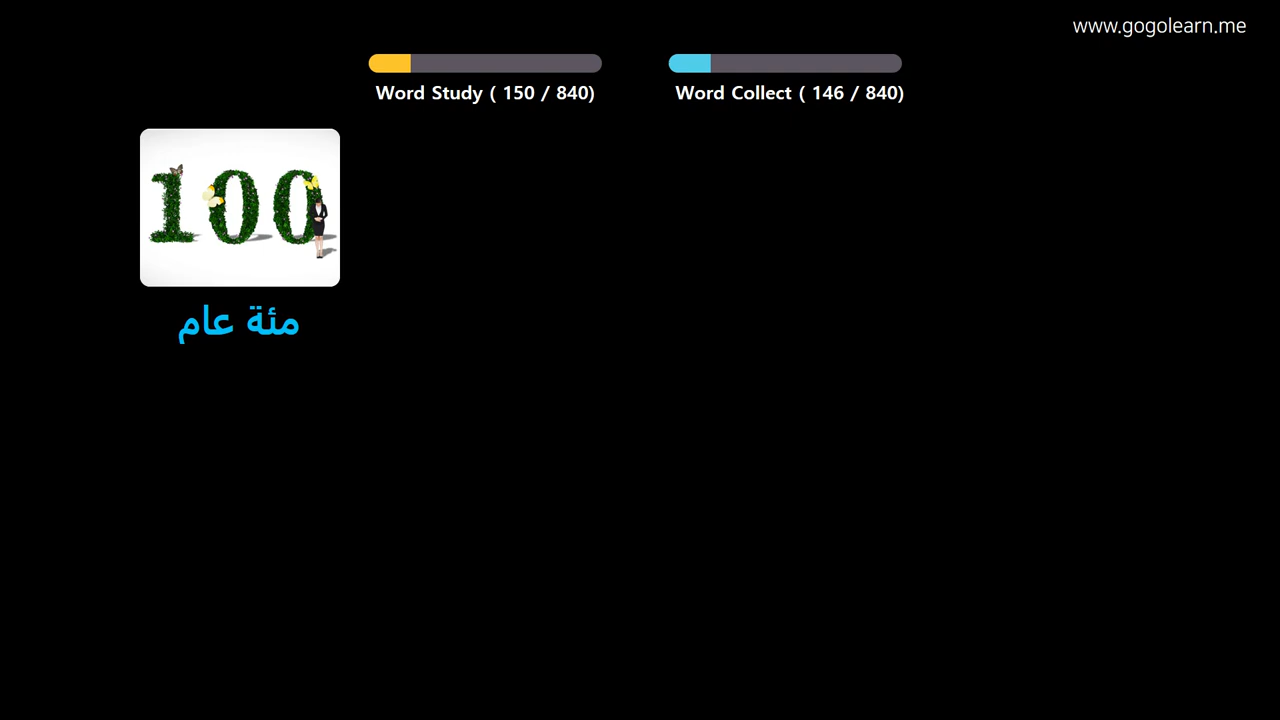 www.gogolearn.me
Word Study ( 150 / 840)
Word Collect ( 146 / 840)
100
مئة عام